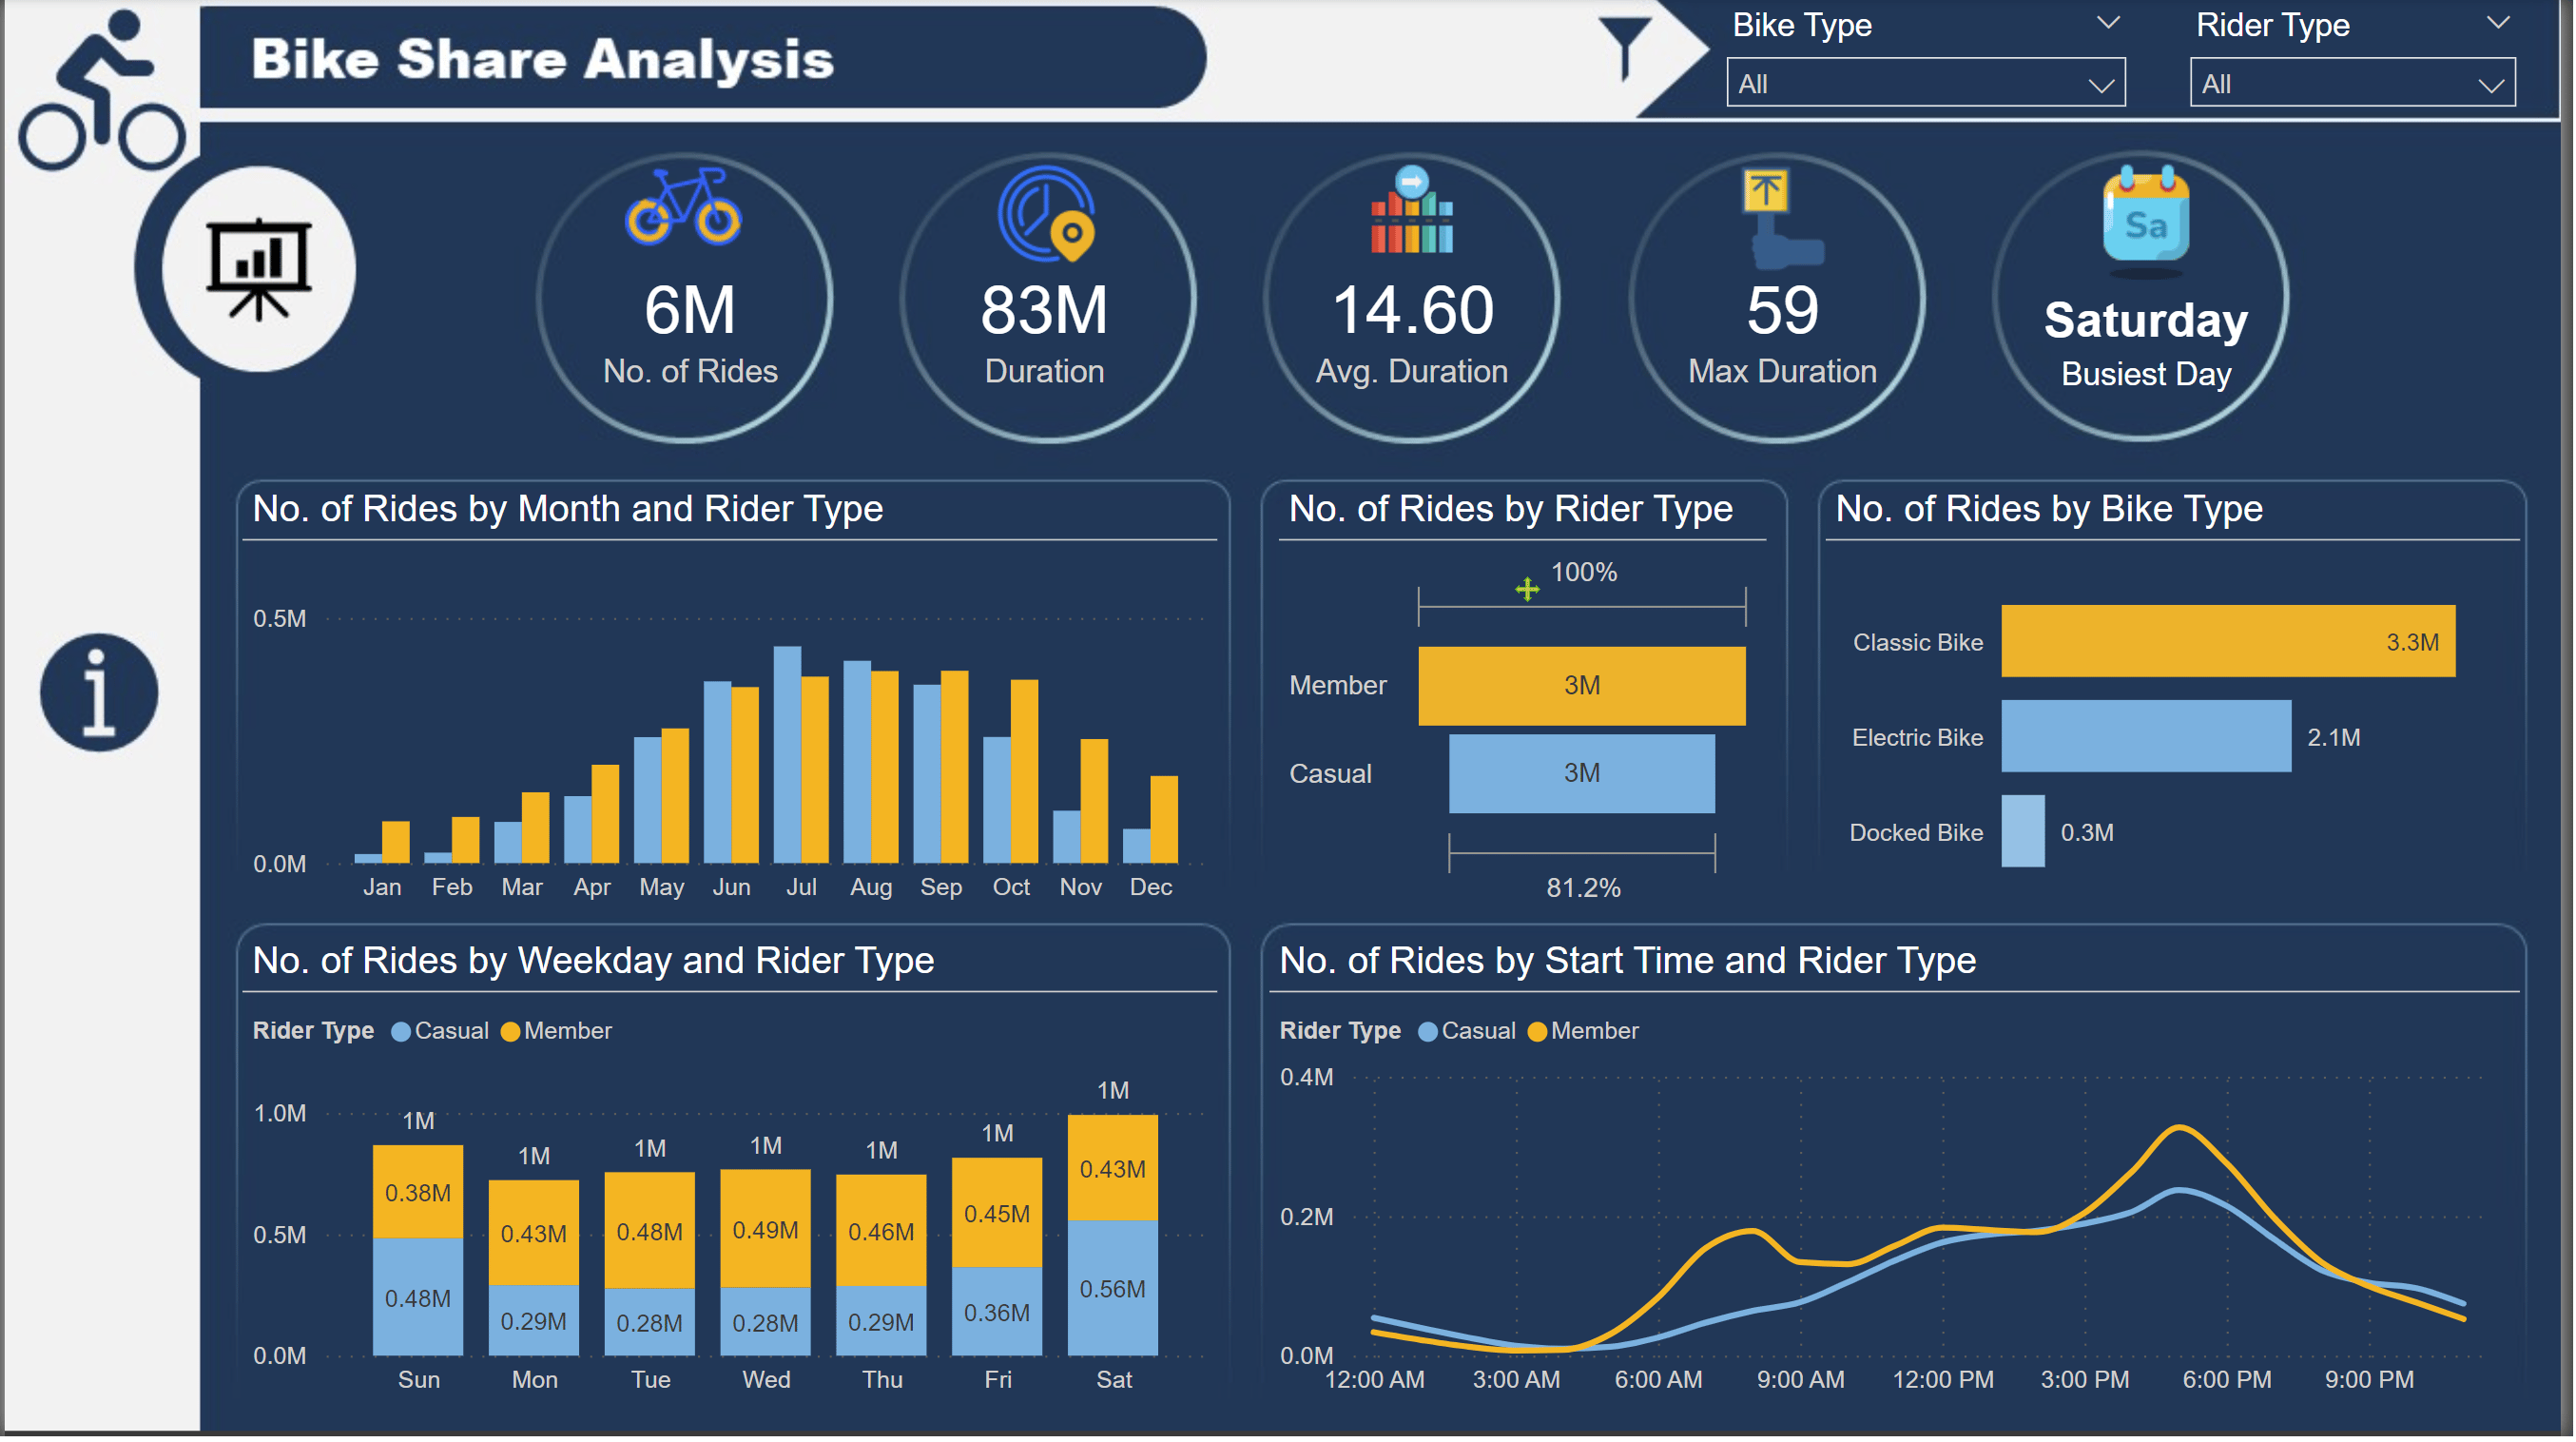 Bike Share Analysis
Bike Type
Rider Type
All
All
Sa
6M
No. of Rides
83M
Duration
14.60
Avg. Duration
59
Max Duration
Saturday
Busiest Day
No. of Rides by Month and Rider Type
0.5M
0.0M
Jan Feb Mar Apr May Jun Jul Aug Sep Oct Nov Dec
No. of Rides by Rider Type
100%
Member
3M
Casual
3M
81.2%
No. of Rides by Bike Type
Classic Bike
3.3M
Electric Bike
2.1M
Docked Bike
0.3M
i
No. of Rides by Weekday and Rider Type
Rider Type Casual Member
1.0M
0.5M
0.0M
1M 1M 1M 1M 1M 1M 1M
0.38M 0.43M 0.48M 0.49M 0.46M 0.45M 0.43M
0.48M 0.29M 0.28M 0.28M 0.29M 0.36M 0.56M
Sun Mon Tue Wed Thu Fri Sat
No. of Rides by Start Time and Rider Type
Rider Type Casual Member
0.4M
0.2M
0.0M
12:00 AM 3:00 AM 6:00 AM 9:00 AM 12:00 PM 3:00 PM 6:00 PM 9:00 PM